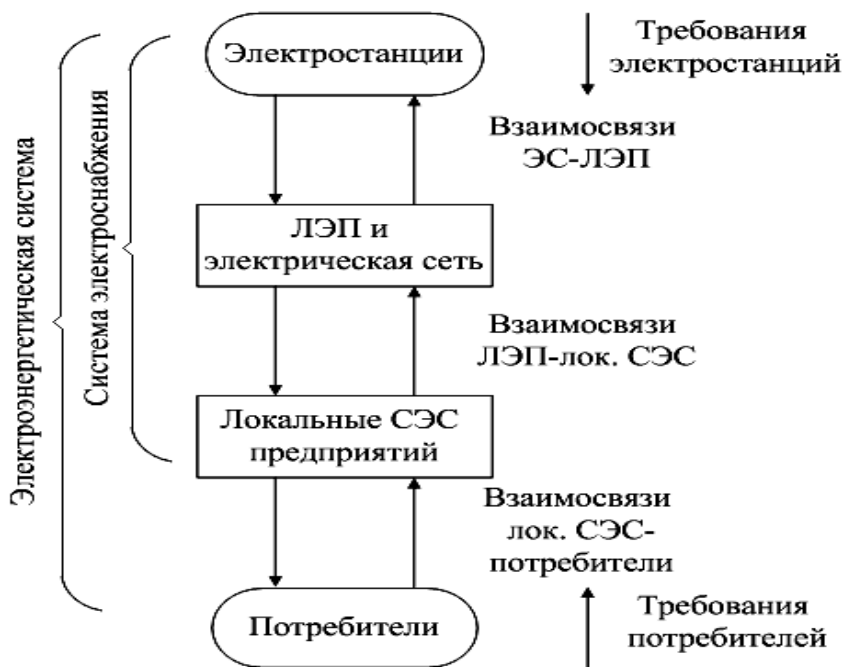 Электростанции
Требования
электростанций
Взаимосвязи
ЭС-ЛЭП
ЛЭП и
электрическая сеть
Взаимосвязи
ЛЭП-лок. СЭС
Локальные СЭС
предприятий
Взаимосвязи
лок. СЭС-
потребители
Потребители
Требования
потребителей
Система электроснабжения
Электроэнергетическая система